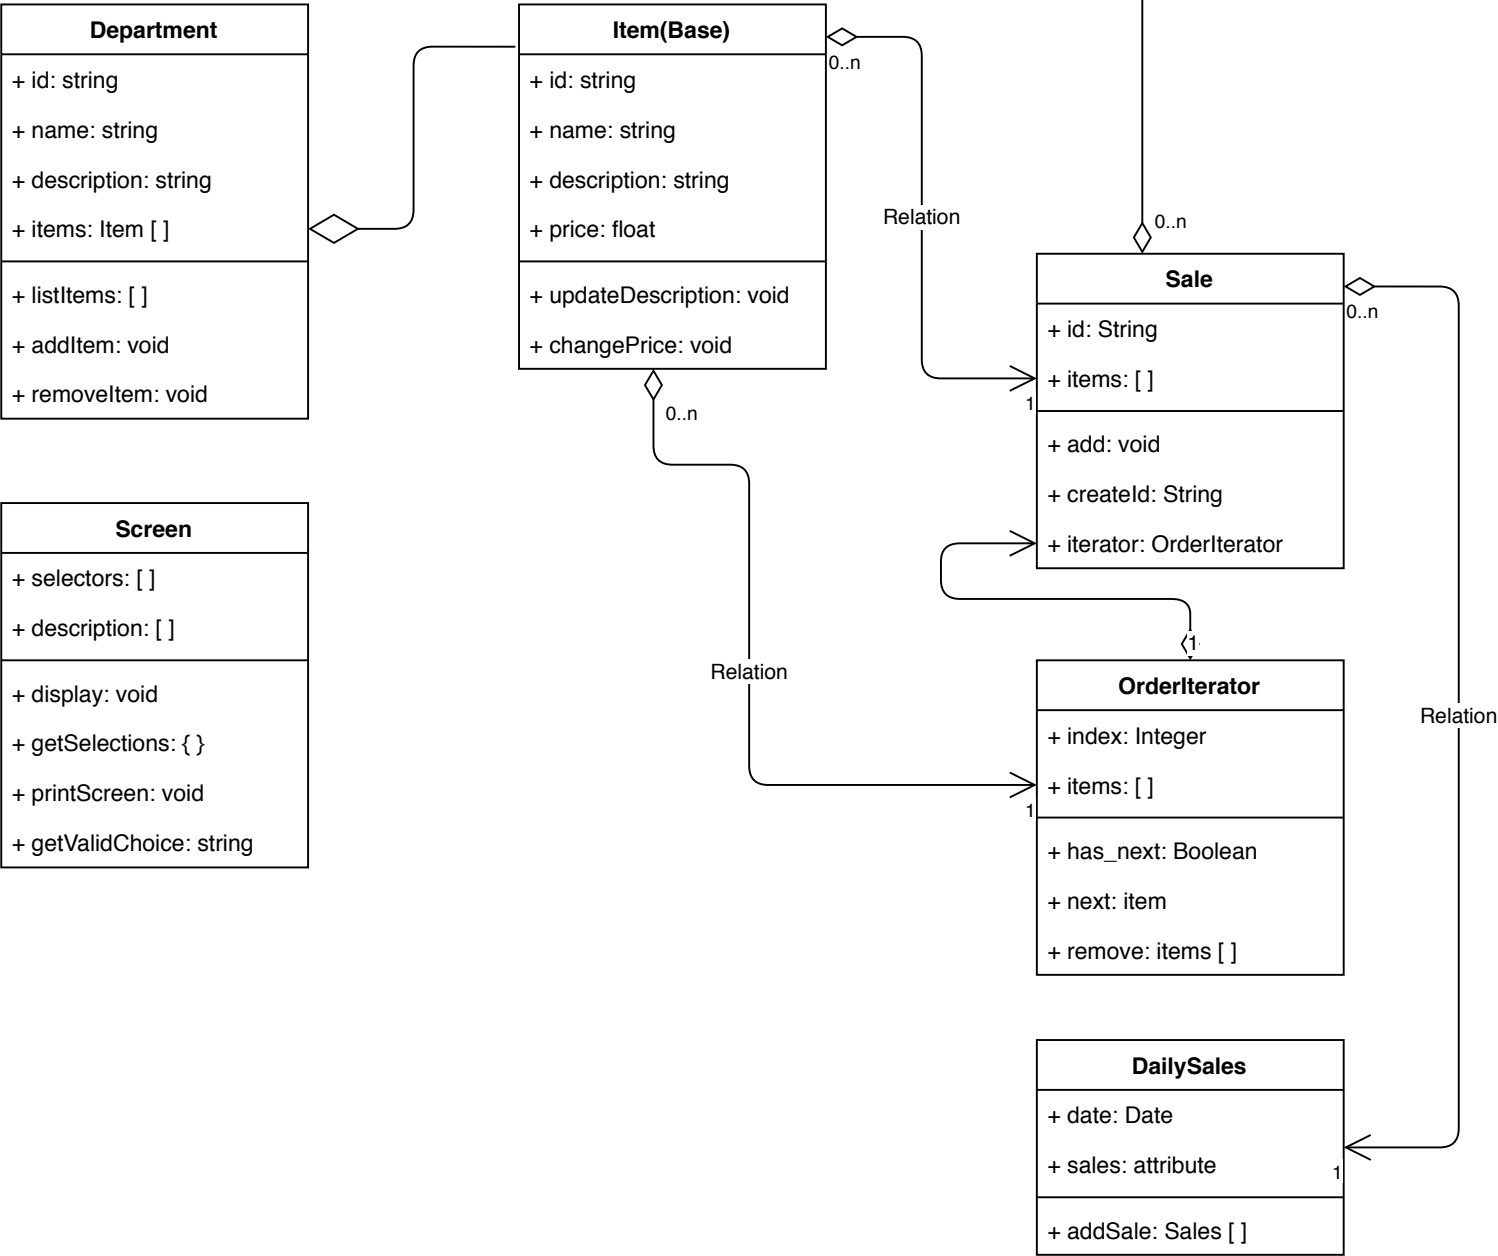 Department
+ id: string
+ name: string
+ description: string
+ items: Item [ ]
+ listItems: [ ]
+ addItem: void
+ removeItem: void
Item(Base)
+ id: string
+ name: string
+ description: string
+ price: float
+ updateDescription: void
+ changePrice: void
0..n
Relation
1
0..n
Relation
1
0..n
Sale
+ id: String
+ items: [ ]
+ add: void
+ createId: String
+ iterator: OrderIterator
0..n
Relation
1
Screen
+ selectors: [ ]
+ description: [ ]
+ display: void
+ getSelections: { }
+ printScreen: void
+ getValidChoice: string
1
OrderIterator
+ index: Integer
+ items: [ ]
+ has_next: Boolean
+ next: item
+ remove: items [ ]
DailySales
+ date: Date
+ sales: attribute
+ addSale: Sales [ ]